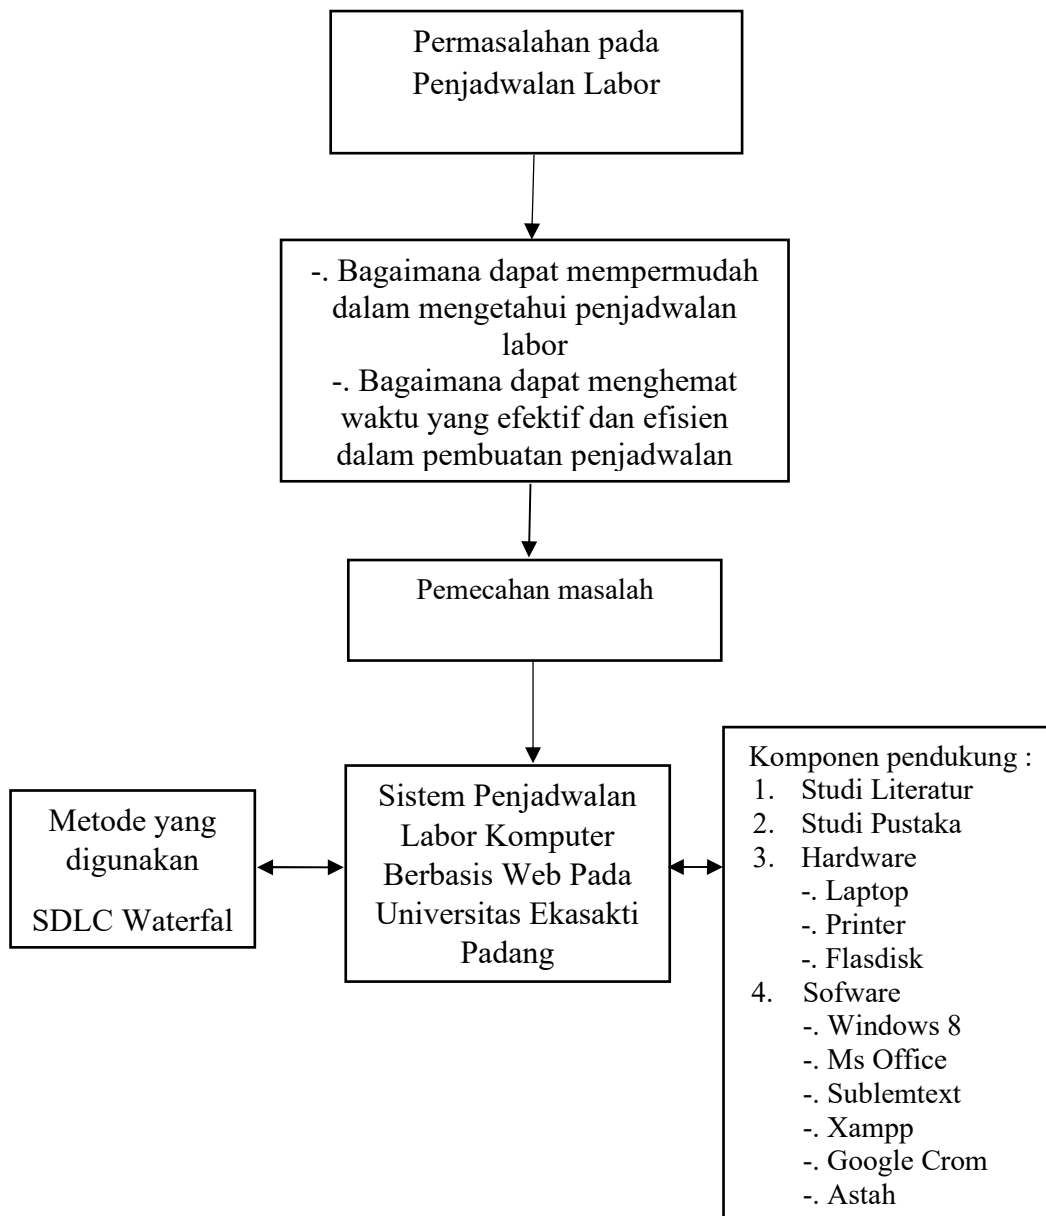 Permasalahan pada
Penjadwalan Labor
-. Bagaimana dapat mempermudah
dalam mengetahui penjadwalan
labor
-. Bagaimana dapat menghemat
waktu yang efektif dan efisien
dalam pembuatan penjadwalan
Pemecahan masalah
Metode yang
digunakan
SDLC Waterfal
Sistem Penjadwalan
Labor Komputer
Berbasis Web Pada
Universitas Ekasakti
Padang
Komponen pendukung :
1. Studi Literatur
2. Studi Pustaka
3. Hardware
-. Laptop
-. Printer
-. Flasdisk
4. Sofware
-. Windows 8
-. Ms Office
-. Sublemtext
-. Xampp
-. Google Crom
-. Astah